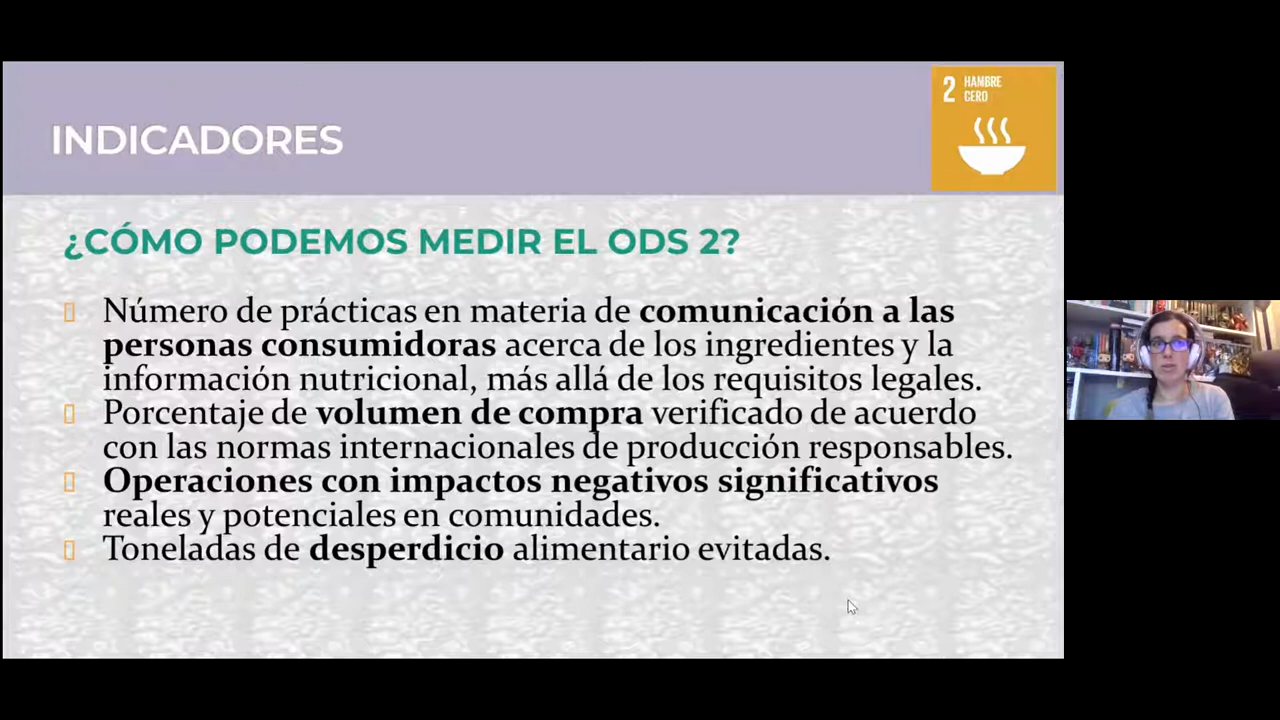 2 HAMBRE
CERO
INDICADORES
¿CÓMO PODEMOS MEDIR EL ODS 2?
Número de prácticas en materia de comunicación a las
personas consumidoras acerca de los ingredientes y la
información nutricional, más allá de los requisitos legales.
Porcentaje de volumen de compra verificado de acuerdo
con las normas internacionales de producción responsables.
Operaciones con impactos negativos significativos
reales y potenciales en comunidades.
Toneladas de desperdicio alimentario evitadas.